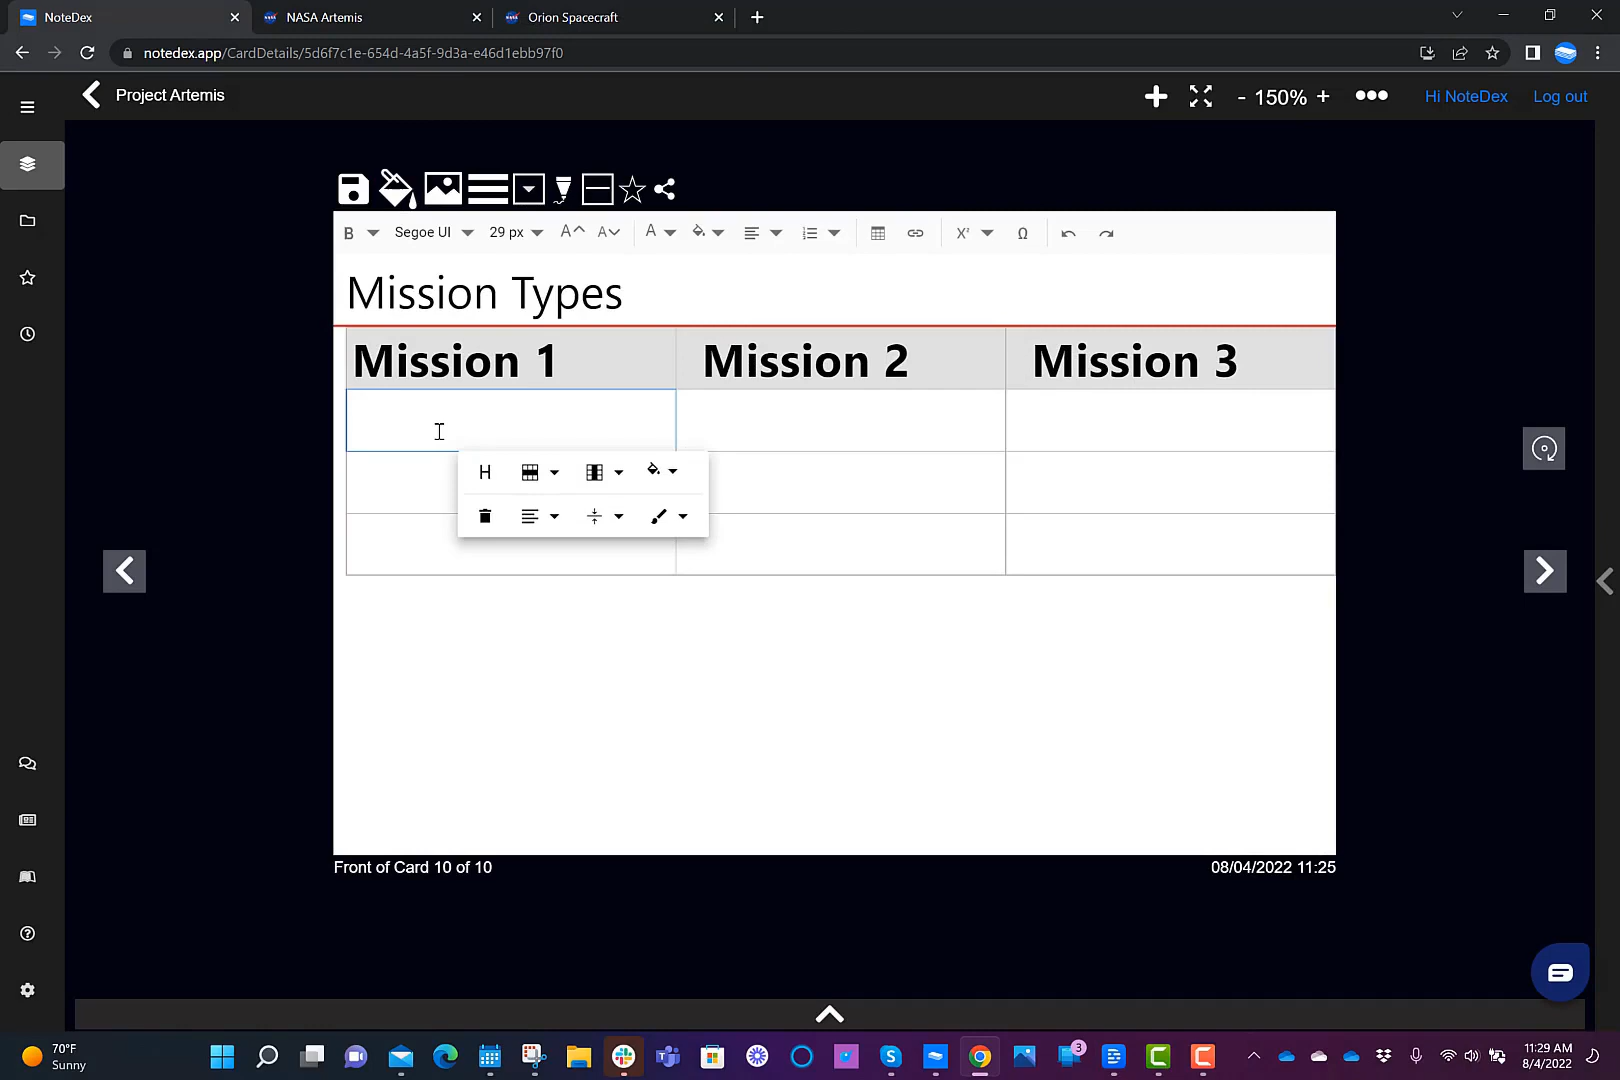 NoteDex
NASA Artemis
Orion Spacecraft
notedex.app/CardDetails/5d6f7c1e-654d-4a5f-9d3a-e46d1ebb97f0
Project Artemis
- 150% +
Hi NoteDex
Log out
B
Segoe UI
29 px
A
A
A
X²
Ω
Mission Types
Mission 1
Mission 2
Mission 3
H
Front of Card 10 of 10
08/04/2022 11:25
70°F
Sunny
3
11:29 AM
8/4/2022